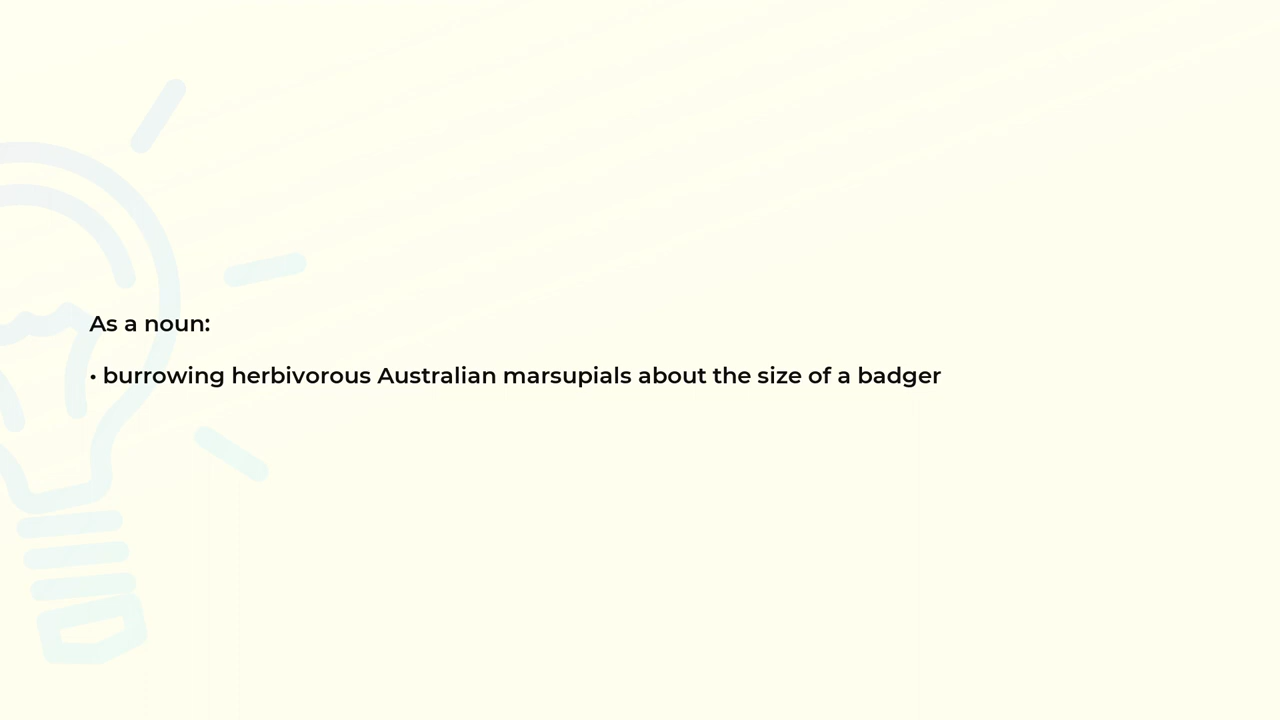 As a noun:
• burrowing herbivorous Australian marsupials about the size of a badger